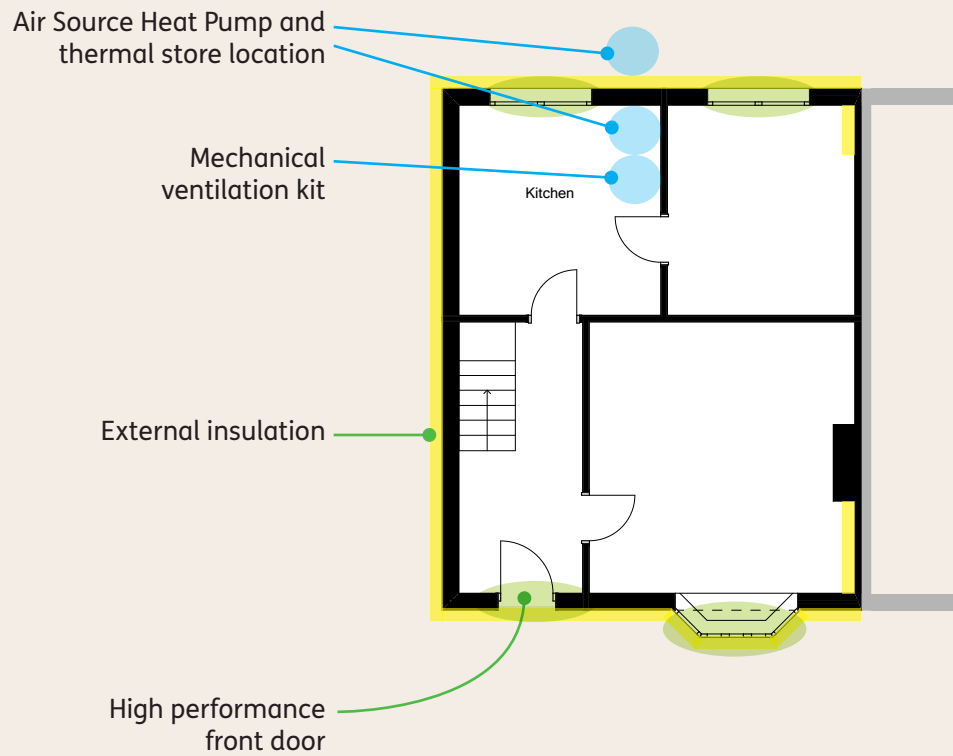 Air Source Heat Pump and
thermal store location
Mechanical
ventilation kit
Kitchen
External insulation
High performance
front door